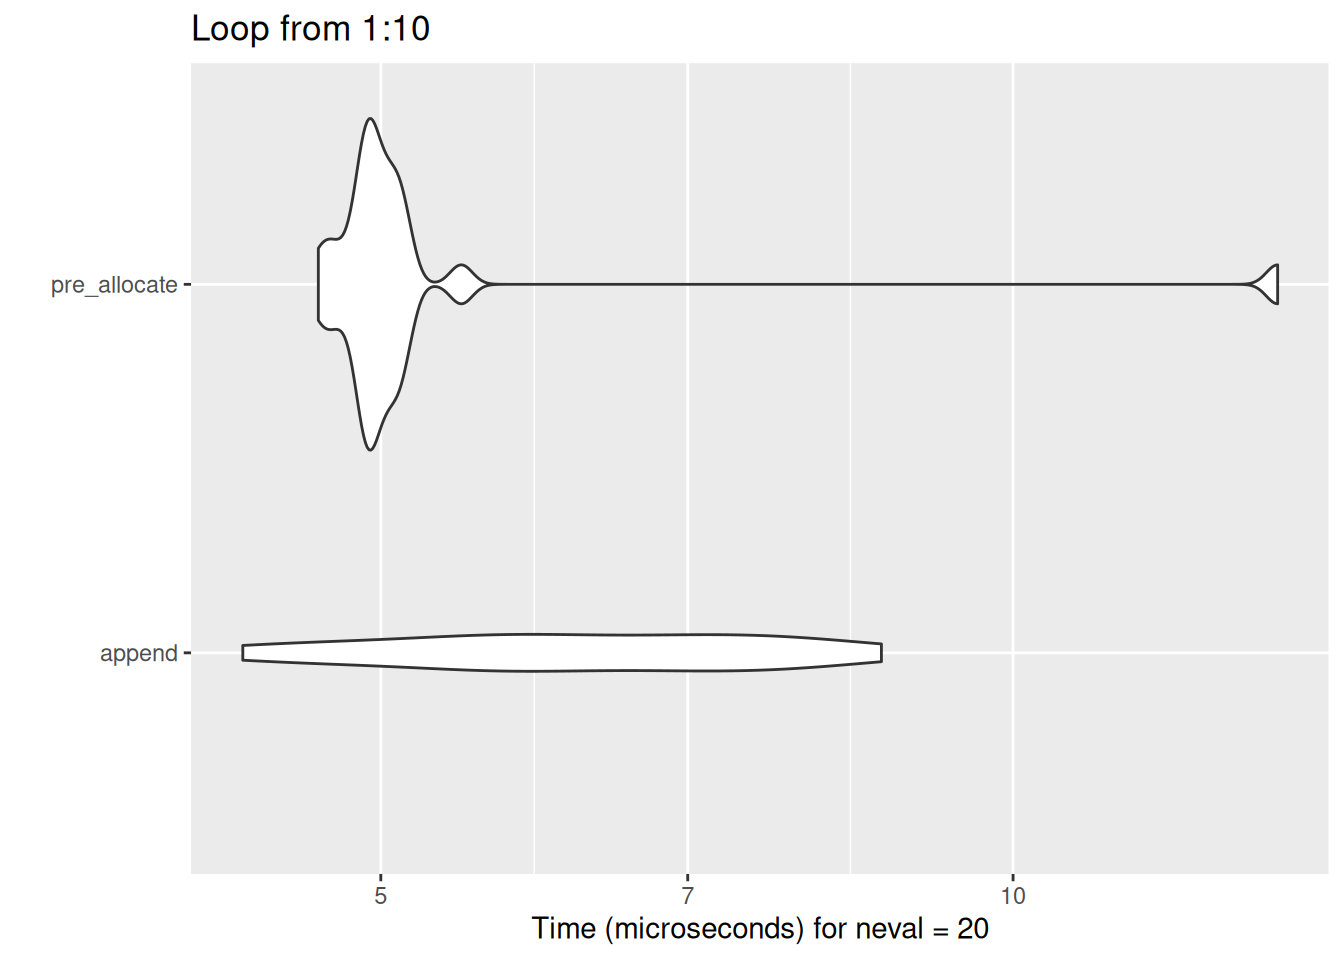 Loop from 1:10
pre_allocate
append
5 7 10
Time (microseconds) for neval = 20